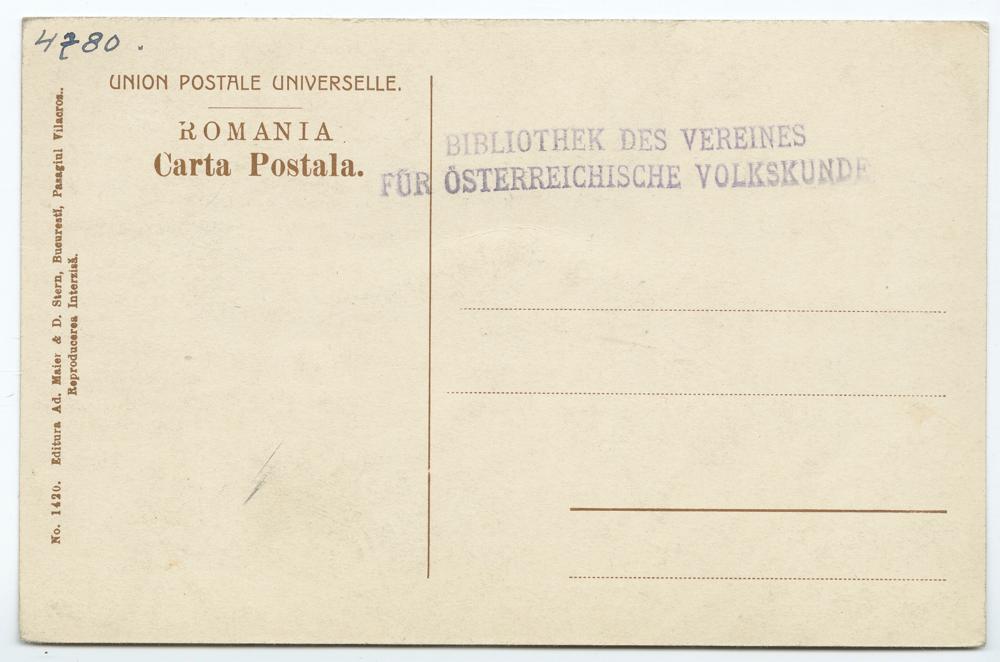 4780.
UNION POSTALE UNIVERSELLE.
ROMANIA
Carta Postala.
BIBLIOTHEK DES VEREINES
FÜR ÖSTERREICHISCHE VOLKSKUNDE
No. 1420. Editura Ad. Maier & D. Stern, Bucurestĭ, Pasagiul Vilacros..
Reproducerea Interzisă.